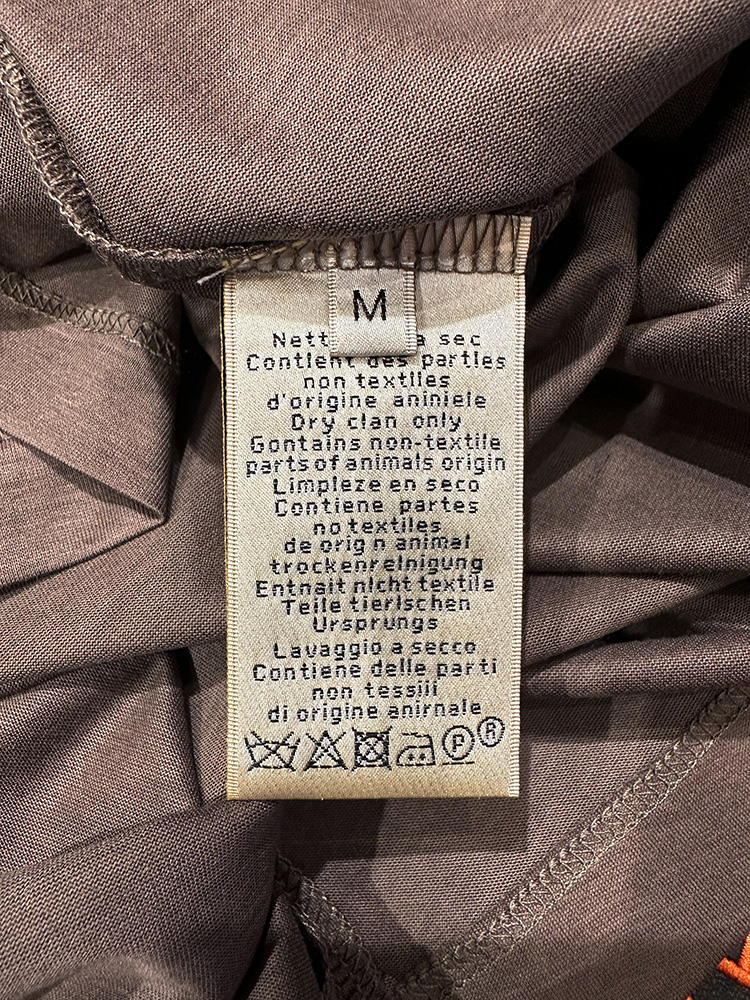 M
Nett a sec
Contient des parties
non textiles
d'origine aniniele
Dry clan only
Gontains non-textile
parts of animals origin
Limpleze en seco
Contiene partes
no textiles
de orig n animal
trockenreinigung
Entnait nicht textile
Teile tierischen
Ursprungs
Lavaggio a secco
Contiene delle parti
non tessiii
di origine anirnale
P ®